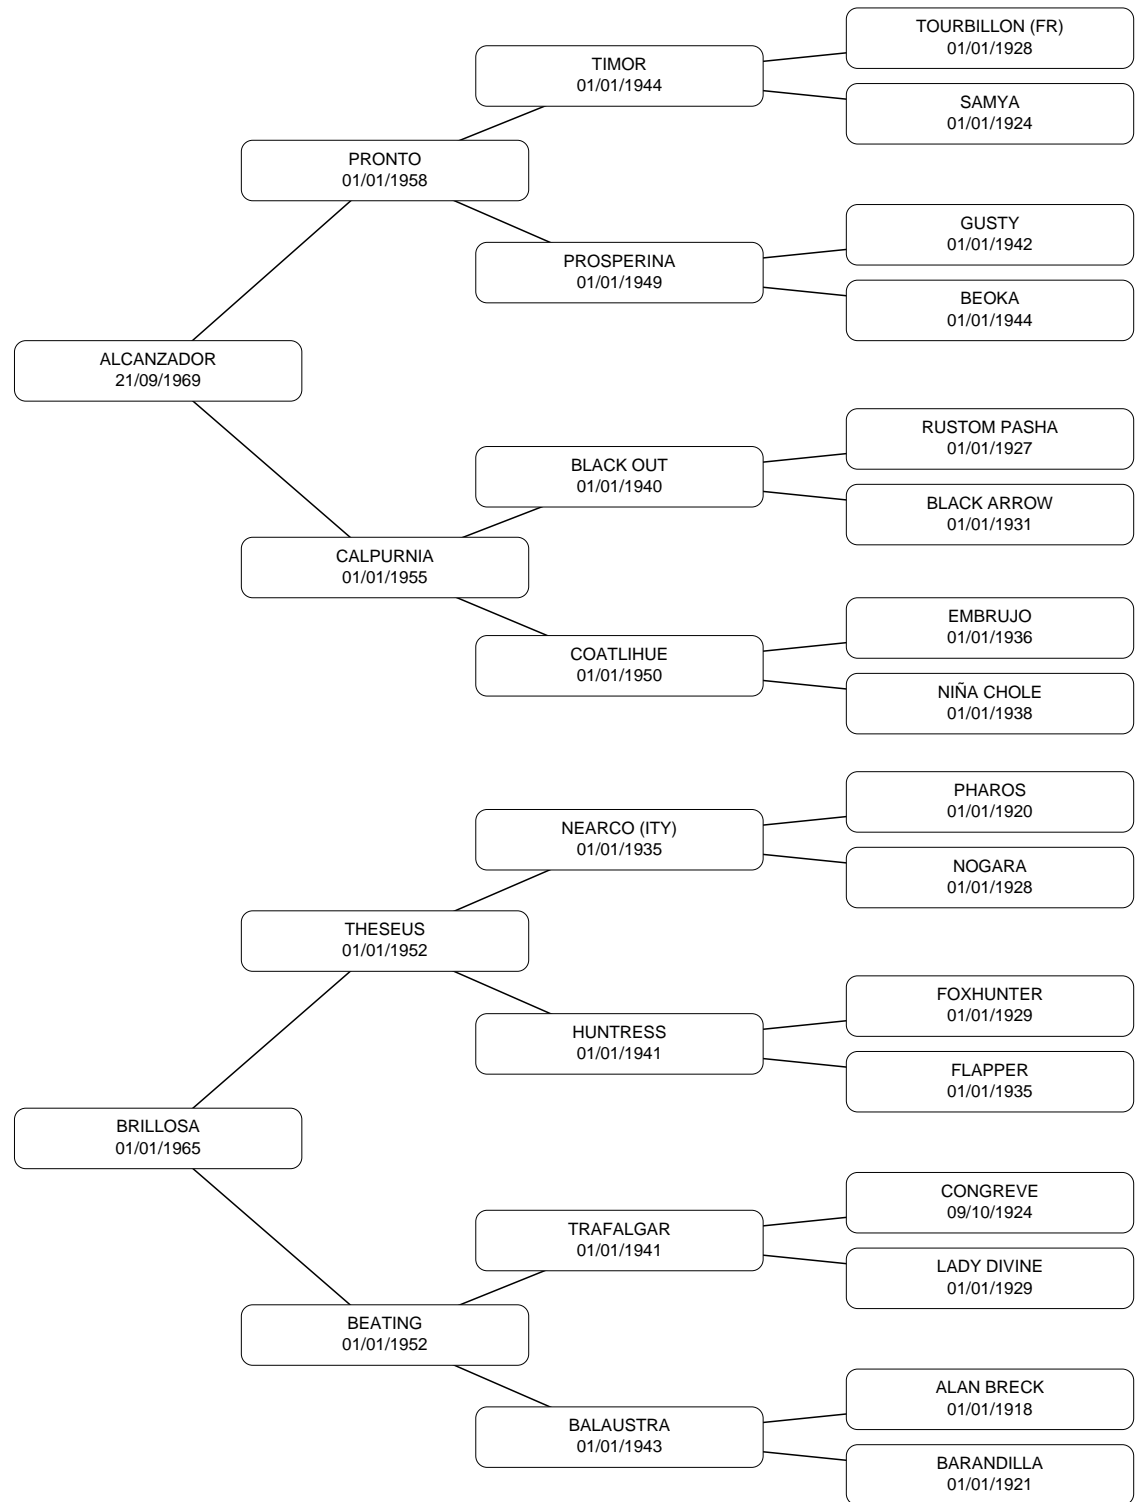 TOURBILLON (FR)
01/01/1928
TIMOR
01/01/1944
SAMYA
01/01/1924
PRONTO
01/01/1958
GUSTY
01/01/1942
PROSPERINA
01/01/1949
BEOKA
01/01/1944
ALCANZADOR
21/09/1969
RUSTOM PASHA
01/01/1927
BLACK OUT
01/01/1940
BLACK ARROW
01/01/1931
CALPURNIA
01/01/1955
EMBRUJO
01/01/1936
COATLIHUE
01/01/1950
NIÑA CHOLE
01/01/1938
PHAROS
01/01/1920
NEARCO (ITY)
01/01/1935
NOGARA
01/01/1928
THESEUS
01/01/1952
FOXHUNTER
01/01/1929
HUNTRESS
01/01/1941
FLAPPER
01/01/1935
BRILLOSA
01/01/1965
CONGREVE
09/10/1924
TRAFALGAR
01/01/1941
LADY DIVINE
01/01/1929
BEATING
01/01/1952
ALAN BRECK
01/01/1918
BALAUSTRA
01/01/1943
BARANDILLA
01/01/1921